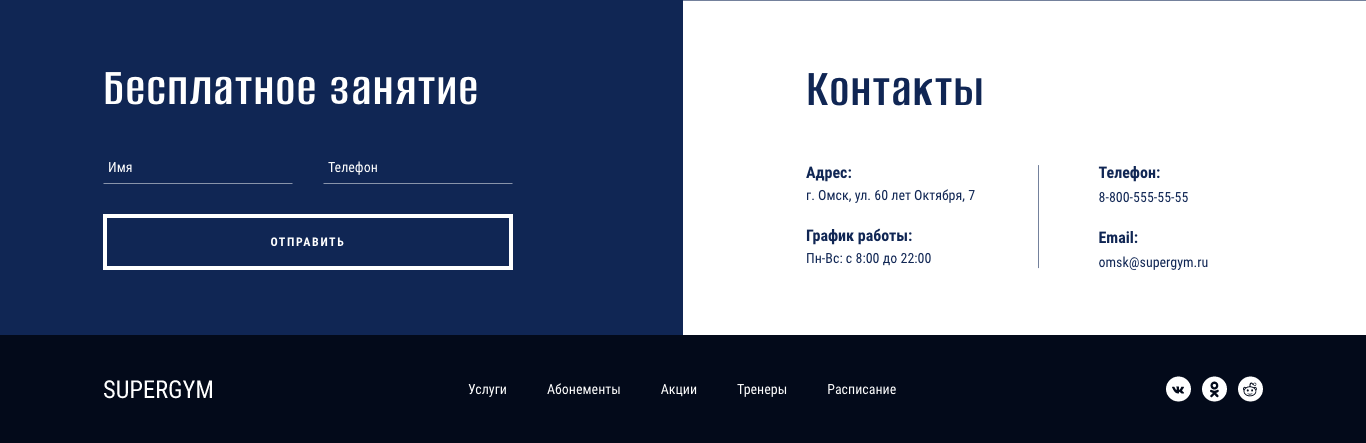 Бесплатное занятие
Имя
Телефон
ОТПРАВИТЬ
Контакты
Адрес:
г. Омск, ул. 60 лет Октября, 7
График работы:
Пн-Вс: с 8:00 до 22:00
Телефон:
8-800-555-55-55
Email:
omsk@supergym.ru
SUPERGYM
Услуги
Абонементы
Акции
Тренеры
Расписание